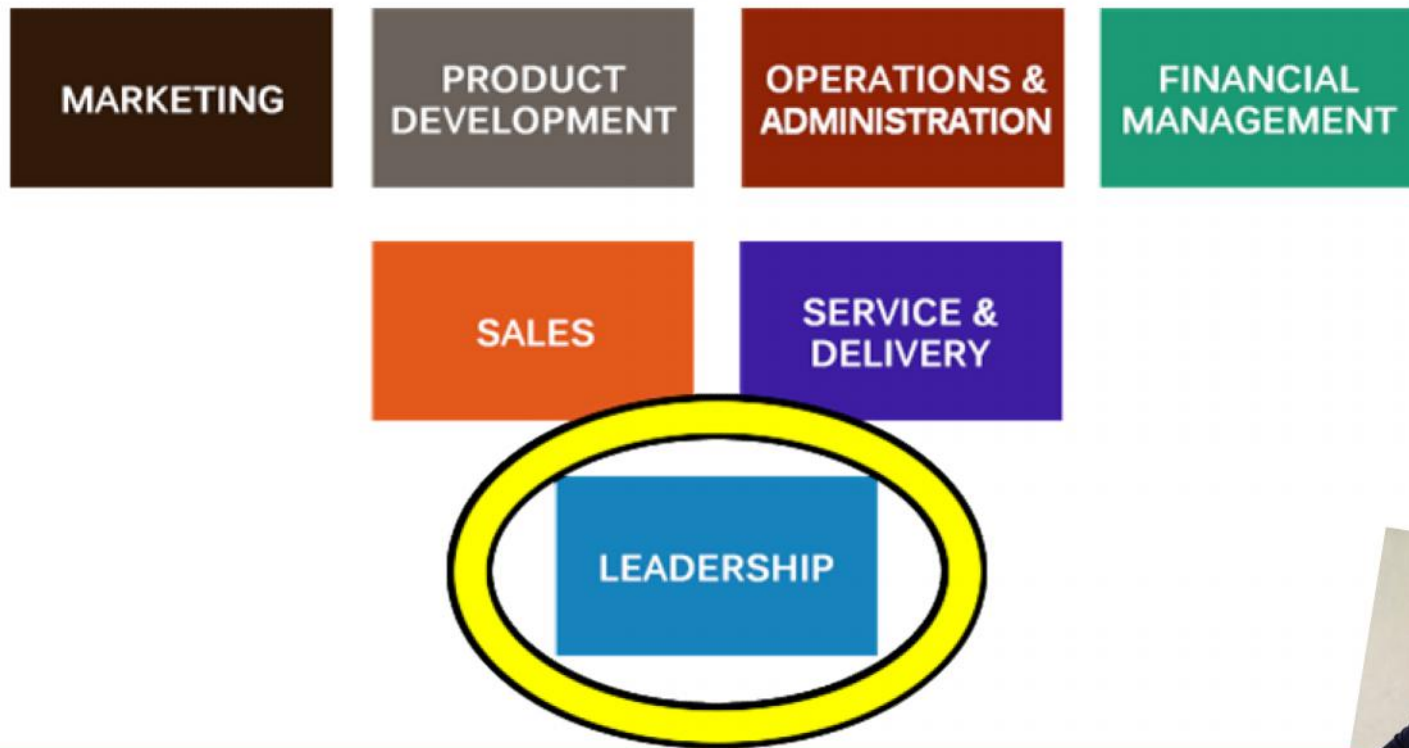 MARKETING
PRODUCT
DEVELOPMENT
OPERATIONS &
ADMINISTRATION
FINANCIAL
MANAGEMENT
SALES
SERVICE &
DELIVERY
LEADERSHIP